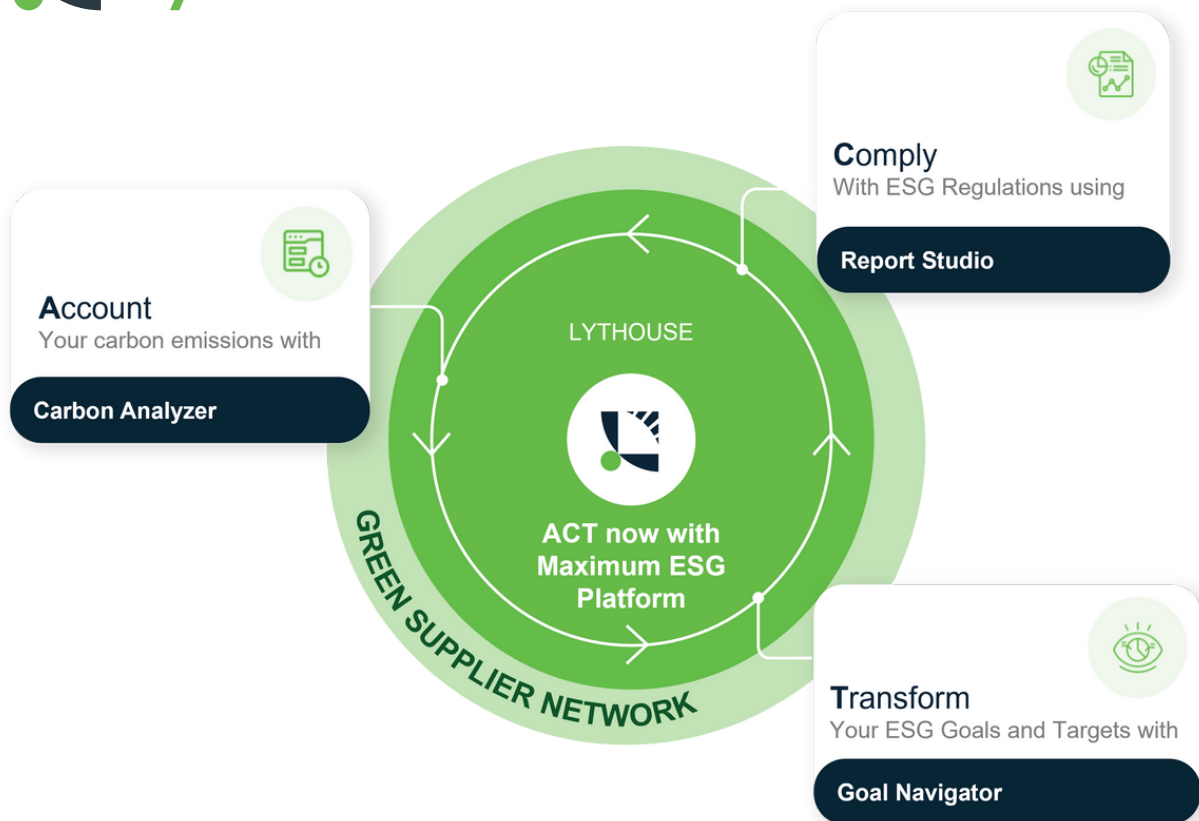 Comply
With ESG Regulations using
Report Studio
Account
Your carbon emissions with
Carbon Analyzer
LYTHOUSE
ACT now with
Maximum ESG
Platform
GREEN SUPPLIER NETWORK
Transform
Your ESG Goals and Targets with
Goal Navigator